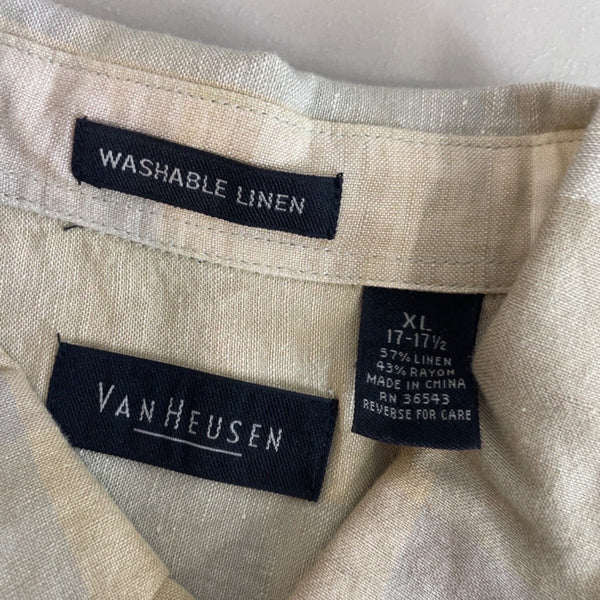 WASHABLE LINEN
XL
17-17½
57% LINEN
43% RAYON
MADE IN CHINA
RN 36543
REVERSE FOR CARE
VAN HEUSEN